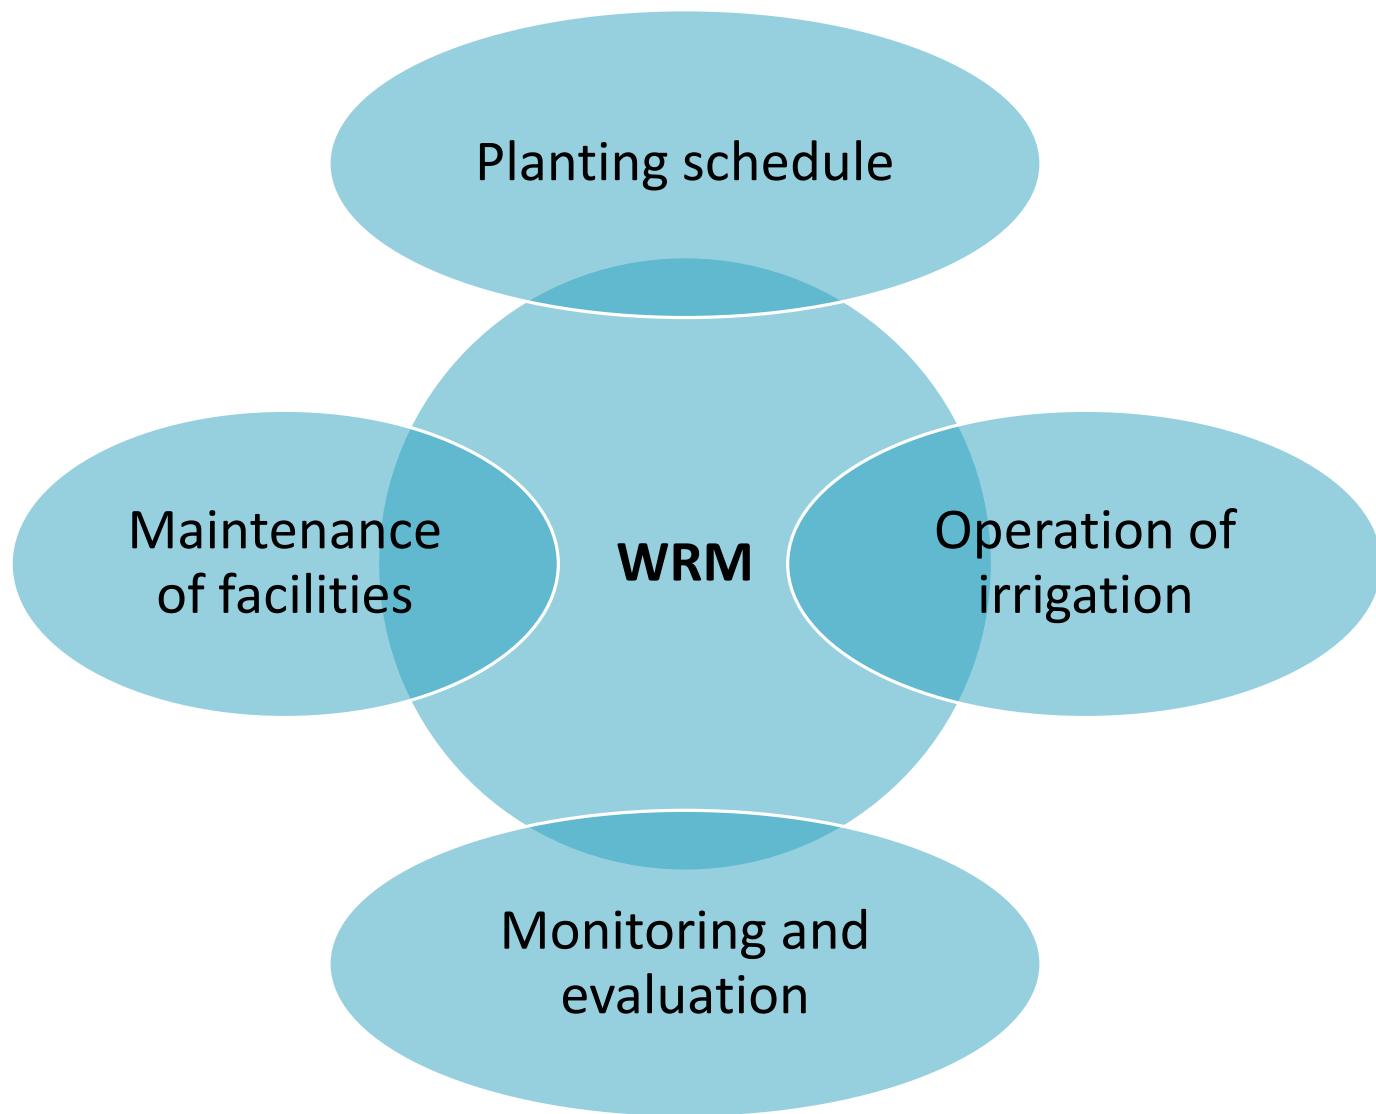 Planting schedule
Maintenance
of facilities
WRM
Operation of
irrigation
Monitoring and
evaluation